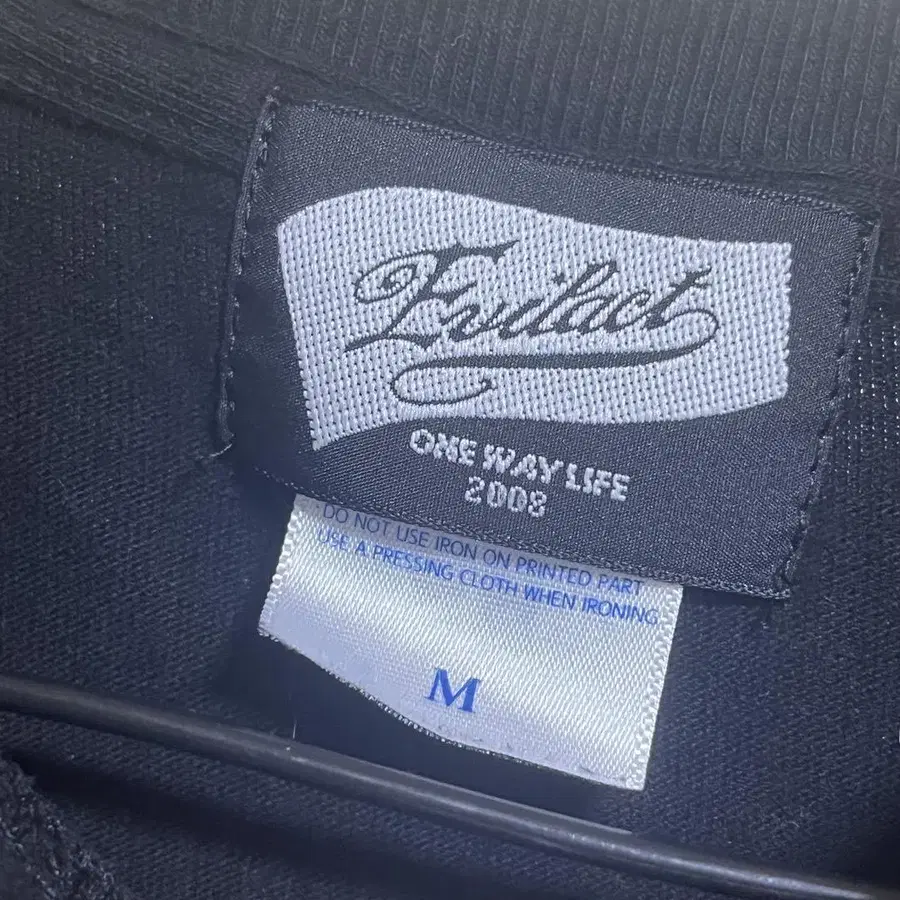 Evilact
ONE WAY LIFE
2008
DO NOT USE IRON ON PRINTED PART
USE A PRESSING CLOTH WHEN IRONING
M